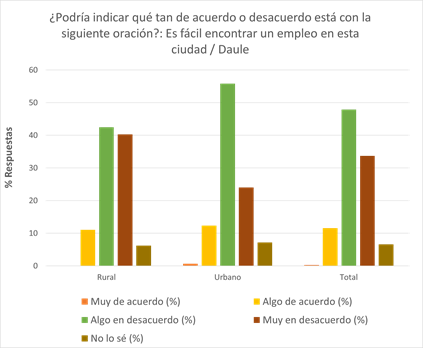 ¿Podría indicar qué tan de acuerdo o desacuerdo está con la
siguiente oración?: Es fácil encontrar un empleo en esta
ciudad / Daule
60
50
40
30
20
10
0
% Respuestas
Rural
Urbano
Total
Muy de acuerdo (%)
Algo de acuerdo (%)
Algo en desacuerdo (%)
Muy en desacuerdo (%)
No lo sé (%)